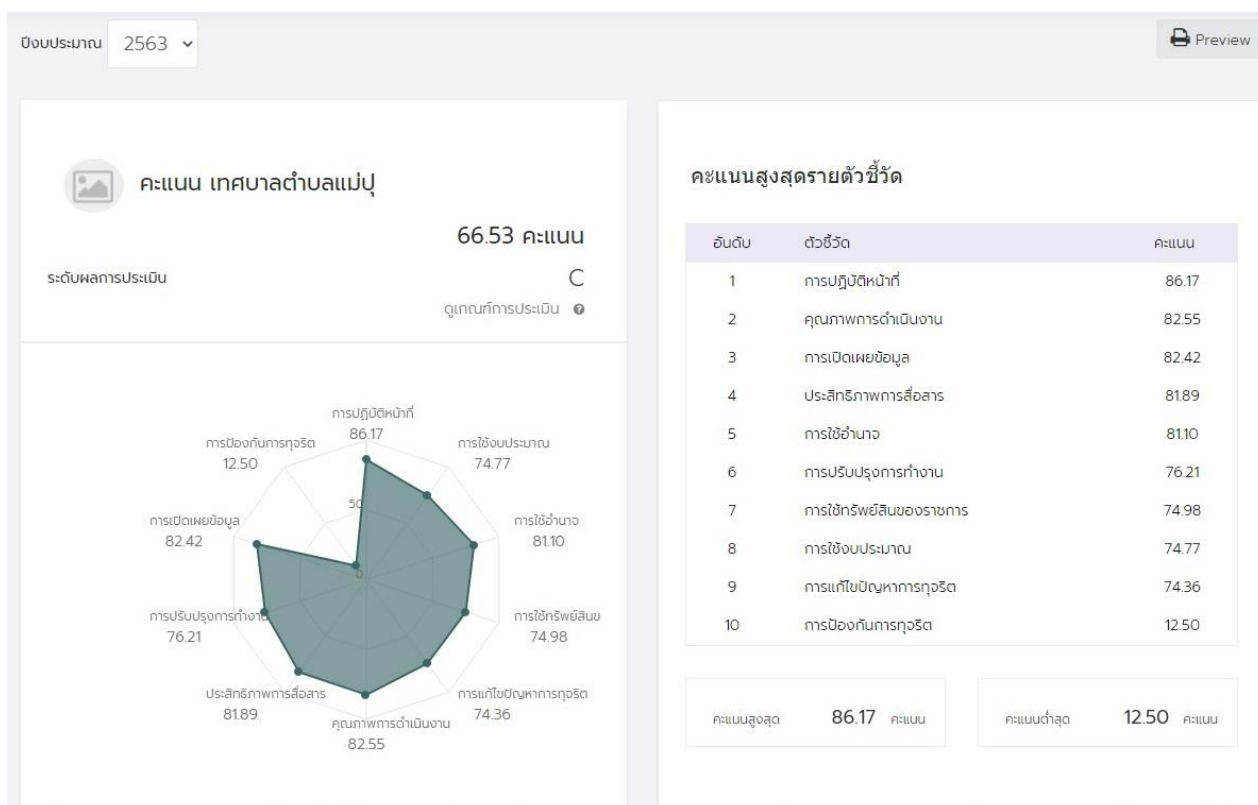 ปีงบประมาณ 2563
Preview
คะแนน เทศบาลตำบลแม่ปุ
66.53 คะแนน
ระดับผลการประเมิน C
ดูเกณฑ์การประเมิน
การปฏิบัติหน้าที่
86.17
การป้องกันการทุจริต
12.50
การใช้งบประมาณ
74.77
50
การเปิดเผยข้อมูล
82.42
การใช้อำนาจ
81.10
0
การปรับปรุงการทำงาน
76.21
การใช้ทรัพย์สินข
74.98
ประสิทธิภาพการสื่อสาร
81.89
การแก้ไขปัญหาการทุจริต
74.36
คุณภาพการดำเนินงาน
82.55
คะแนนสูงสุดรายตัวชี้วัด
อันดับ ตัวชี้วัด คะแนน
1 การปฏิบัติหน้าที่ 86.17
2 คุณภาพการดำเนินงาน 82.55
3 การเปิดเผยข้อมูล 82.42
4 ประสิทธิภาพการสื่อสาร 81.89
5 การใช้อำนาจ 81.10
6 การปรับปรุงการทำงาน 76.21
7 การใช้ทรัพย์สินของราชการ 74.98
8 การใช้งบประมาณ 74.77
9 การแก้ไขปัญหาการทุจริต 74.36
10 การป้องกันการทุจริต 12.50
คะแนนสูงสุด 86.17 คะแนน
คะแนนต่ำสุด 12.50 คะแนน